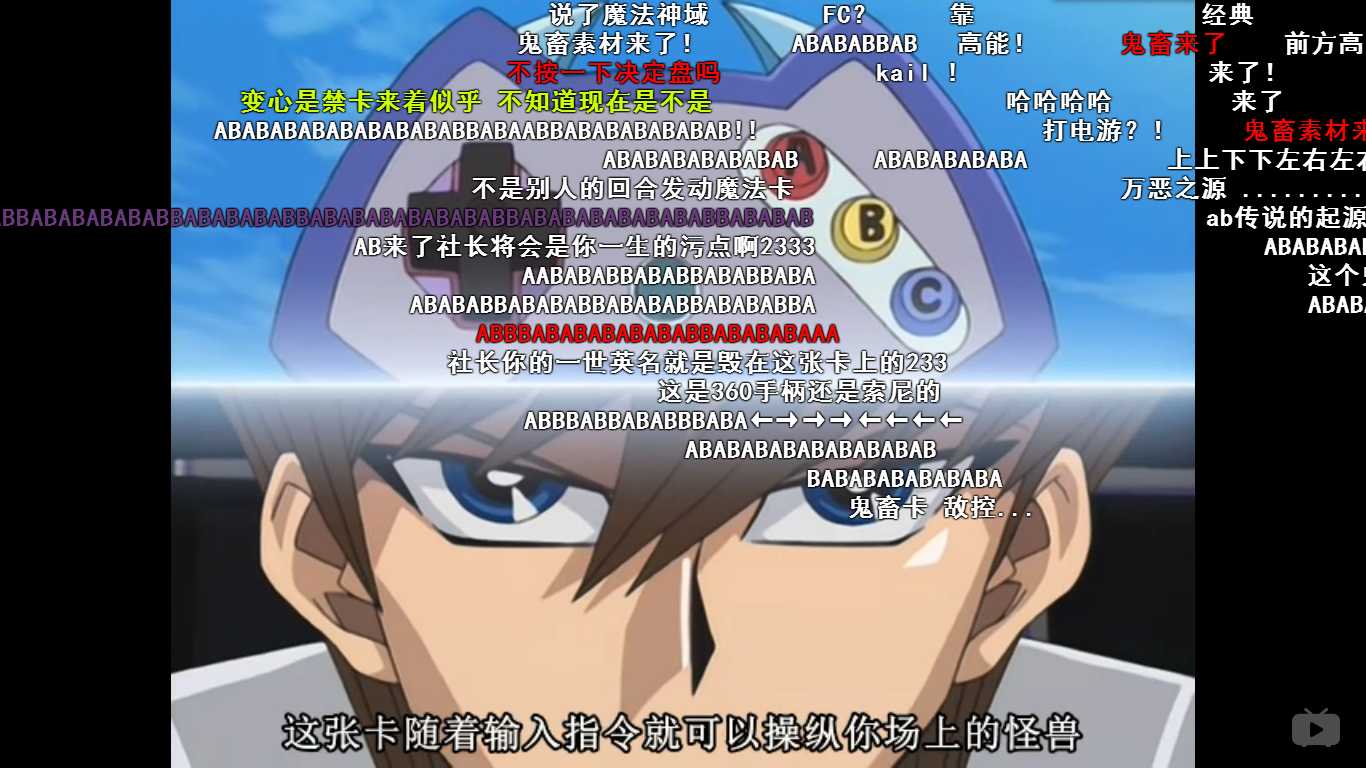 说了魔法神域 FC? 靠 经典
鬼畜素材来了! ABABABBAB 高能! 鬼畜来了 前方高
不按一下决定盘吗 kail ! 来了!
变心是禁卡来着似乎 不知道现在是不是 哈哈哈哈 来了
ABABABABABABABABABBABAABBABABABABABAB!! 打电游?! 鬼畜素材来
ABABABABABABAB ABABABABABA 上上下下左右左右
不是别人的回合发动魔法卡 万恶之源 .........
ab传说的起源
AB来了社长将会是你一生的污点啊2333 ABABABAB
AABABABBABABABABBABA 这个
ABABABBABABABBABABABBABABABBA ABAB
社长你的一世英名就是毁在这张卡上的233
这是360手柄还是索尼的
ABBBABBABABBBABA←→→→←←←←
ABABABABABABABABAB
BABABABABABABA
鬼畜卡 敌控...
A
B
C
这张卡随着输入指令就可以操纵你场上的怪兽